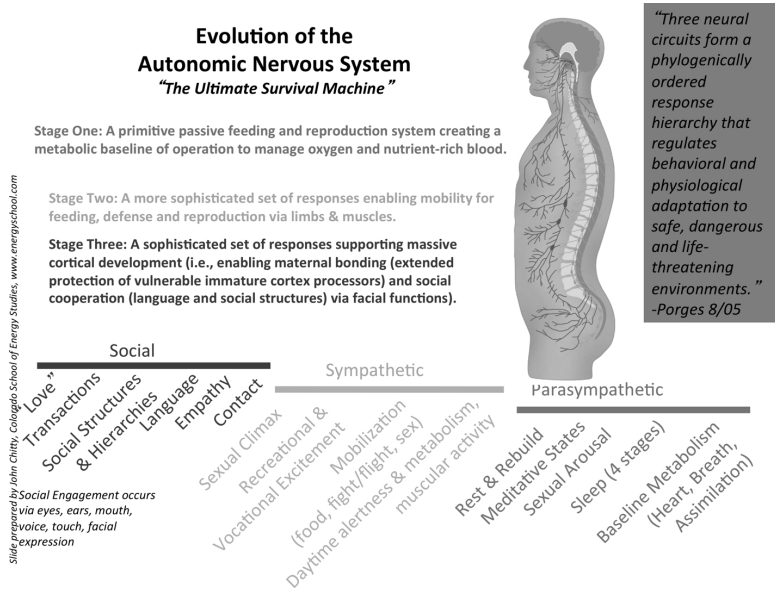 Evolution of the
Autonomic Nervous System
“The Ultimate Survival Machine”
Stage One: A primitive passive feeding and reproduction system creating a
metabolic baseline of operation to manage oxygen and nutrient-rich blood.
Stage Two: A more sophisticated set of responses enabling mobility for
feeding, defense and reproduction via limbs & muscles.
Stage Three: A sophisticated set of responses supporting massive
cortical development (i.e., enabling maternal bonding (extended
protection of vulnerable immature cortex processors) and social
cooperation (language and social structures) via facial functions).
“Three neural
circuits form a
phylogenically
ordered
response
hierarchy that
regulates
behavioral and
physiological
adaptation to
safe, dangerous
and life-
threatening
environments.”
-Porges 8/05
Social
“Love”
Transactions
Social Structures
& Hierarchies
Language
Empathy
Contact
Sympathetic
Sexual Climax
Recreational &
Vocational Excitement
Mobilization
(food, fight/flight, sex)
Daytime alertness & metabolism,
muscular activity
Parasympathetic
Rest & Rebuild
Meditative States
Sexual Arousal
Sleep (4 stages)
Baseline Metabolism
(Heart, Breath,
Assimilation)
Social Engagement occurs
via eyes, ears, mouth,
voice, touch, facial
expression
Slide prepared by John Chitty, Colorado School of Energy Studies, www.energyschool.com